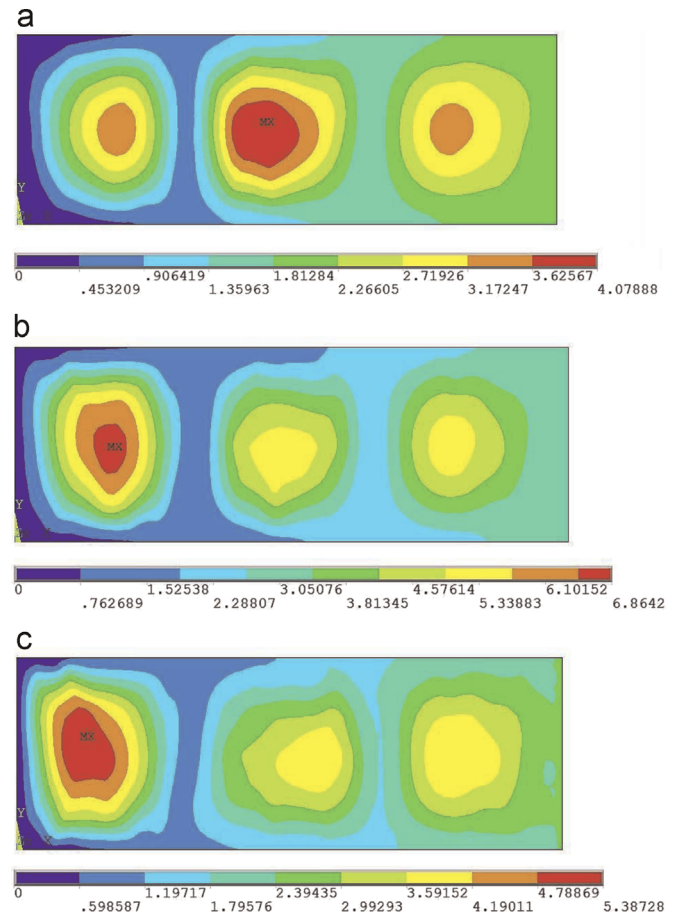 a
MX
Y
0 .906419 1.81284 2.71926 3.62567
.453209 1.35963 2.26605 3.17247 4.07888
b
MX
Y
0 1.52538 3.05076 4.57614 6.10152
.762689 2.28807 3.81345 5.33883 6.8642
c
MX
Y
0 1.19717 2.39435 3.59152 4.78869
.598587 1.79576 2.99293 4.19011 5.38728